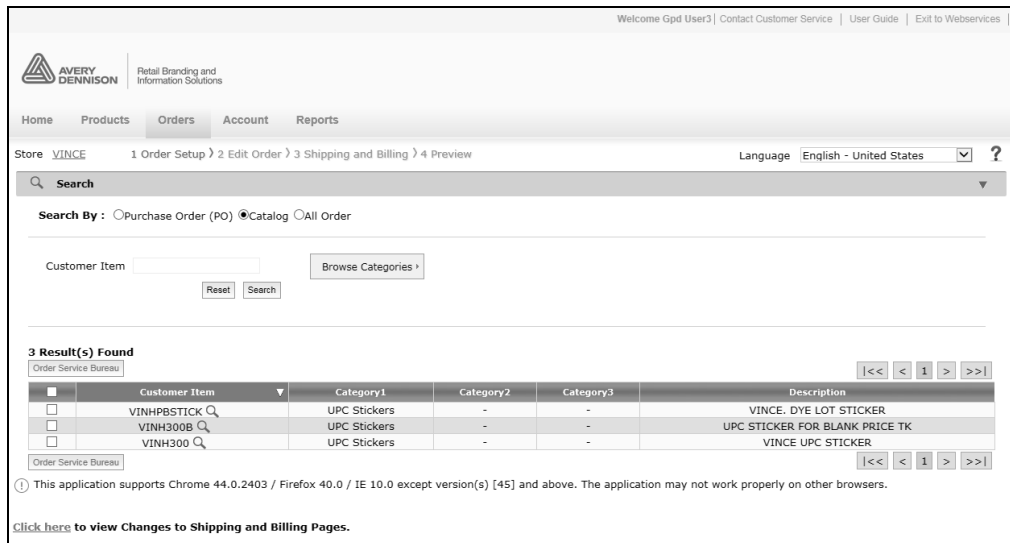 Welcome Gpd User3 | Contact Customer Service | User Guide | Exit to Webservices |
AVERY DENNISON | Retail Branding and Information Solutions
Home Products Orders Account Reports
Store VINCE 1 Order Setup 〉 2 Edit Order 〉 3 Shipping and Billing 〉 4 Preview Language English - United States ?
Search
Search By : Purchase Order (PO) Catalog All Order
Customer Item Browse Categories ›
Reset Search
3 Result(s) Found
Order Service Bureau |<< < 1 > >>|
Customer Item ▼ Category1 Category2 Category3 Description
VINHPBSTICK UPC Stickers - - VINCE. DYE LOT STICKER
VINH300B UPC Stickers - - UPC STICKER FOR BLANK PRICE TK
VINH300 UPC Stickers - - VINCE UPC STICKER
Order Service Bureau |<< < 1 > >>|
! This application supports Chrome 44.0.2403 / Firefox 40.0 / IE 10.0 except version(s) [45] and above. The application may not work properly on other browsers.
Click here to view Changes to Shipping and Billing Pages.